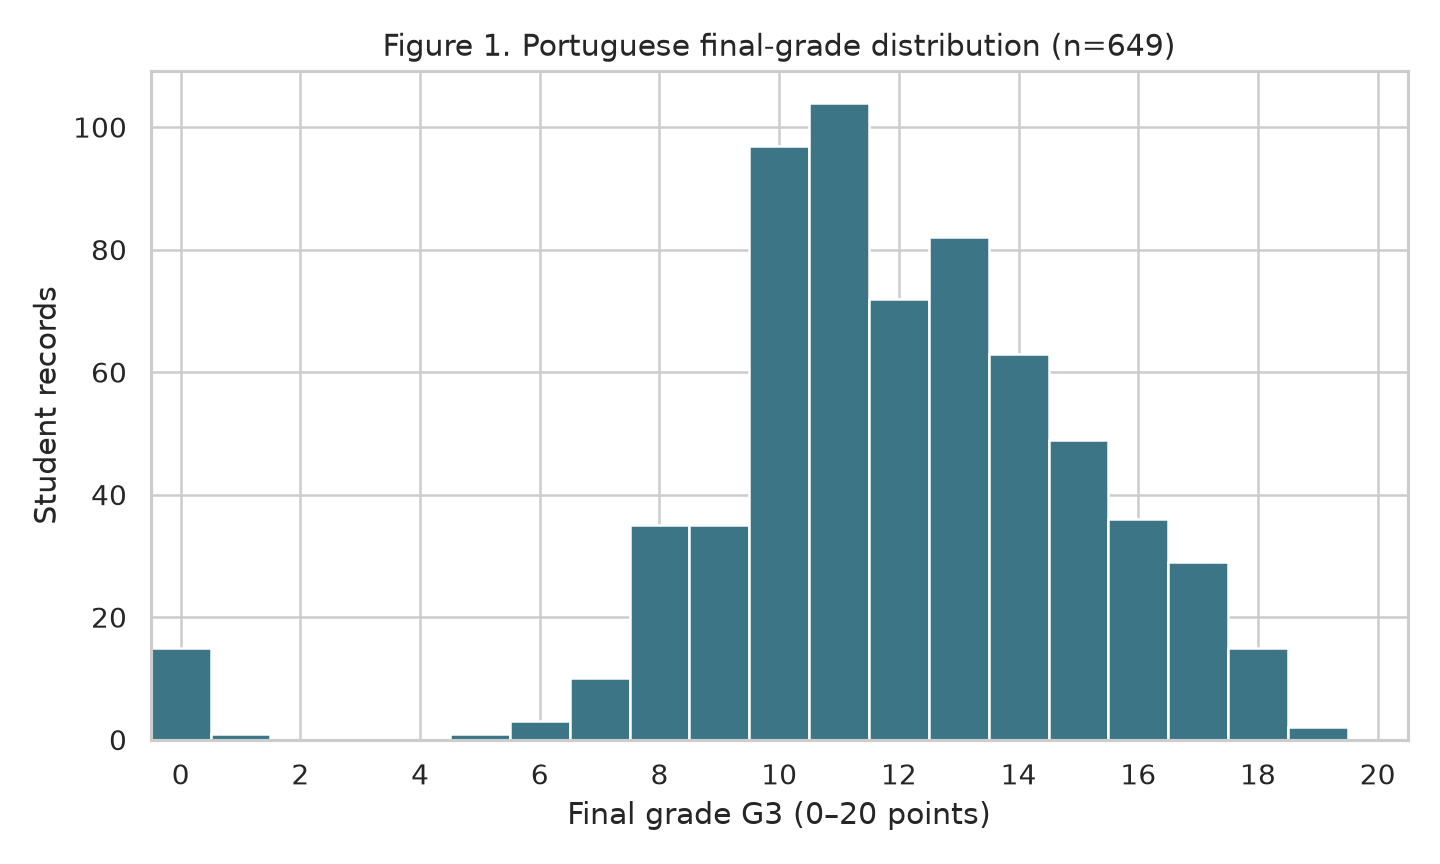 Figure 1. Portuguese final-grade distribution (n=649)
Student records
100
80
60
40
20
0
0 2 4 6 8 10 12 14 16 18 20
Final grade G3 (0–20 points)